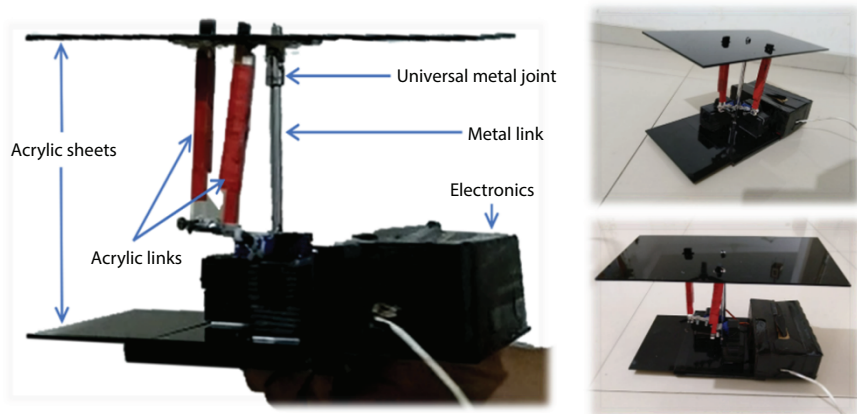 Universal metal joint
Metal link
Acrylic sheets
Electronics
Acrylic links